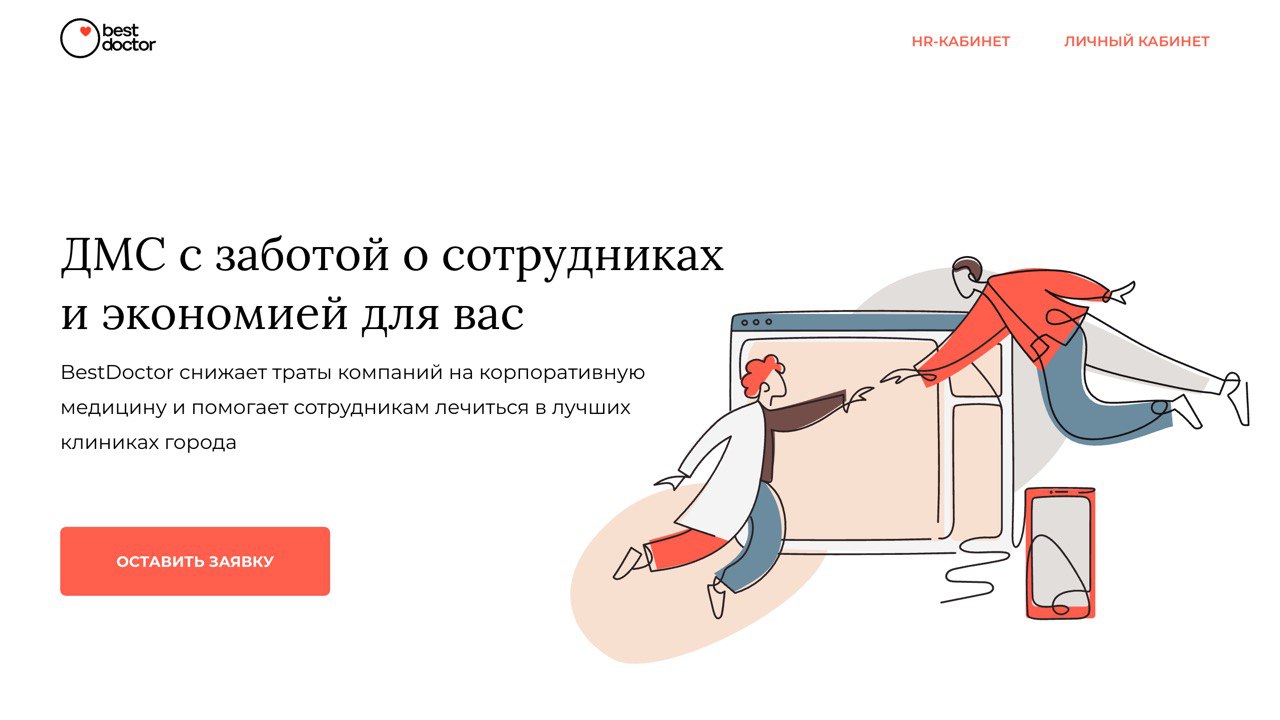 best
doctor
HR-КАБИНЕТ
ЛИЧНЫЙ КАБИНЕТ
ДМС с заботой о сотрудниках
и экономией для вас
BestDoctor снижает траты компаний на корпоративную
медицину и помогает сотрудникам лечиться в лучших
клиниках города
ОСТАВИТЬ ЗАЯВКУ